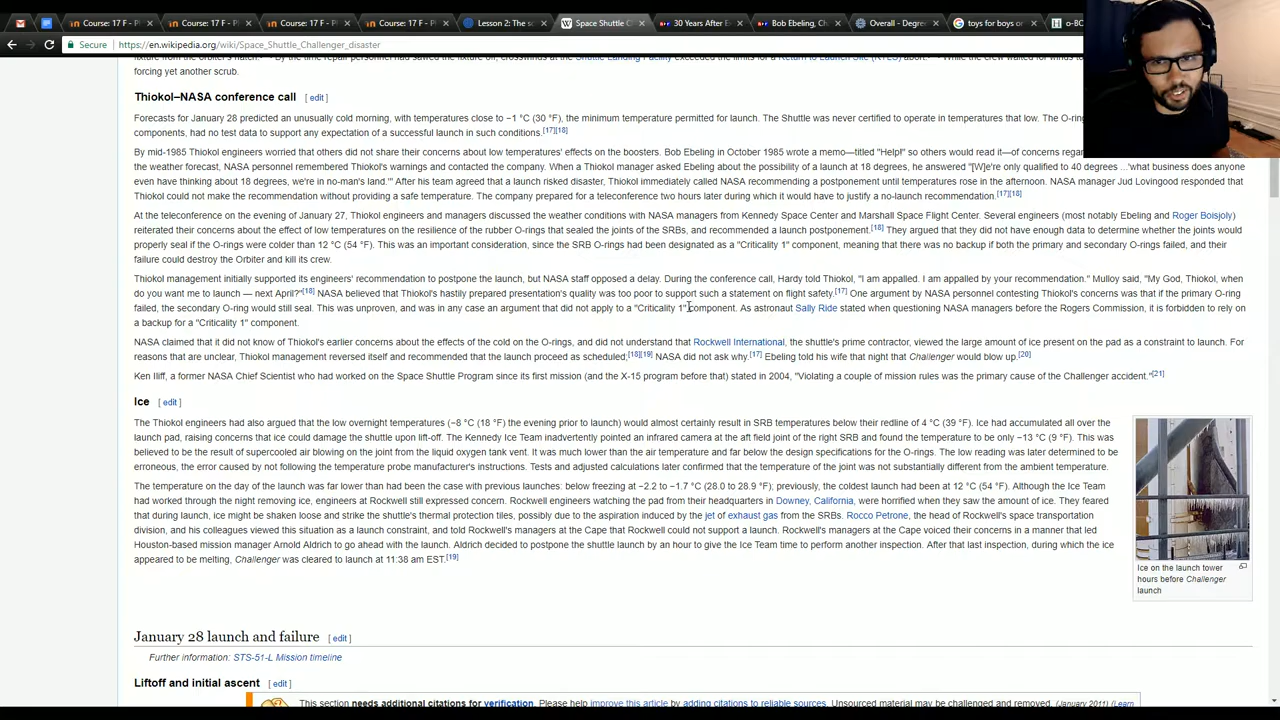 Course: 17 F - P
Course: 17 F - P
Course: 17 F - P
Course: 17 F - P
Lesson 2: The s
Space Shuttle C
30 Years After E
Bob Ebeling, Ch
Overall - Degre
toys for boys or
o-BO
Secure https://en.wikipedia.org/wiki/Space_Shuttle_Challenger_disaster
forcing yet another scrub.
Thiokol–NASA conference call [ edit ]
Forecasts for January 28 predicted an unusually cold morning, with temperatures close to −1 °C (30 °F), the minimum temperature permitted for launch. The Shuttle was never certified to operate in temperatures that low. The O-rin
components, had no test data to support any expectation of a successful launch in such conditions.[17][18]
By mid-1985 Thiokol engineers worried that others did not share their concerns about low temperatures' effects on the boosters. Bob Ebeling in October 1985 wrote a memo—titled "Help!" so others would read it—of concerns regar
the weather forecast, NASA personnel remembered Thiokol's warnings and contacted the company. When a Thiokol manager asked Ebeling about the possibility of a launch at 18 degrees, he answered "[W]e're only qualified to 40 degrees ...'what business does anyone
even have thinking about 18 degrees, we're in no-man's land.'" After his team agreed that a launch risked disaster, Thiokol immediately called NASA recommending a postponement until temperatures rose in the afternoon. NASA manager Jud Lovingood responded that
Thiokol could not make the recommendation without providing a safe temperature. The company prepared for a teleconference two hours later during which it would have to justify a no-launch recommendation.[17][18]
At the teleconference on the evening of January 27, Thiokol engineers and managers discussed the weather conditions with NASA managers from Kennedy Space Center and Marshall Space Flight Center. Several engineers (most notably Ebeling and Roger Boisjoly)
reiterated their concerns about the effect of low temperatures on the resilience of the rubber O-rings that sealed the joints of the SRBs, and recommended a launch postponement.[18] They argued that they did not have enough data to determine whether the joints would
properly seal if the O-rings were colder than 12 °C (54 °F). This was an important consideration, since the SRB O-rings had been designated as a "Criticality 1" component, meaning that there was no backup if both the primary and secondary O-rings failed, and their
failure could destroy the Orbiter and kill its crew.
Thiokol management initially supported its engineers' recommendation to postpone the launch, but NASA staff opposed a delay. During the conference call, Hardy told Thiokol, "I am appalled. I am appalled by your recommendation." Mulloy said, "My God, Thiokol, when
do you want me to launch — next April?"[18] NASA believed that Thiokol's hastily prepared presentation's quality was too poor to support such a statement on flight safety.[17] One argument by NASA personnel contesting Thiokol's concerns was that if the primary O-ring
failed, the secondary O-ring would still seal. This was unproven, and was in any case an argument that did not apply to a "Criticality 1" component. As astronaut Sally Ride stated when questioning NASA managers before the Rogers Commission, it is forbidden to rely on
a backup for a "Criticality 1" component.
NASA claimed that it did not know of Thiokol's earlier concerns about the effects of the cold on the O-rings, and did not understand that Rockwell International, the shuttle's prime contractor, viewed the large amount of ice present on the pad as a constraint to launch. For
reasons that are unclear, Thiokol management reversed itself and recommended that the launch proceed as scheduled;[18][19] NASA did not ask why.[17] Ebeling told his wife that night that Challenger would blow up.[20]
Ken Iliff, a former NASA Chief Scientist who had worked on the Space Shuttle Program since its first mission (and the X-15 program before that) stated in 2004, "Violating a couple of mission rules was the primary cause of the Challenger accident."[21]
Ice [ edit ]
The Thiokol engineers had also argued that the low overnight temperatures (−8 °C (18 °F) the evening prior to launch) would almost certainly result in SRB temperatures below their redline of 4 °C (39 °F). Ice had accumulated all over the
launch pad, raising concerns that ice could damage the shuttle upon lift-off. The Kennedy Ice Team inadvertently pointed an infrared camera at the aft field joint of the right SRB and found the temperature to be only −13 °C (9 °F). This was
believed to be the result of supercooled air blowing on the joint from the liquid oxygen tank vent. It was much lower than the air temperature and far below the design specifications for the O-rings. The low reading was later determined to be
erroneous, the error caused by not following the temperature probe manufacturer's instructions. Tests and adjusted calculations later confirmed that the temperature of the joint was not substantially different from the ambient temperature.
The temperature on the day of the launch was far lower than had been the case with previous launches: below freezing at −2.2 to −1.7 °C (28.0 to 28.9 °F); previously, the coldest launch had been at 12 °C (54 °F). Although the Ice Team
had worked through the night removing ice, engineers at Rockwell still expressed concern. Rockwell engineers watching the pad from their headquarters in Downey, California, were horrified when they saw the amount of ice. They feared
that during launch, ice might be shaken loose and strike the shuttle's thermal protection tiles, possibly due to the aspiration induced by the jet of exhaust gas from the SRBs. Rocco Petrone, the head of Rockwell's space transportation
division, and his colleagues viewed this situation as a launch constraint, and told Rockwell's managers at the Cape that Rockwell could not support a launch. Rockwell's managers at the Cape voiced their concerns in a manner that led
Houston-based mission manager Arnold Aldrich to go ahead with the launch. Aldrich decided to postpone the shuttle launch by an hour to give the Ice Team time to perform another inspection. After that last inspection, during which the ice
appeared to be melting, Challenger was cleared to launch at 11:38 am EST.[19]
Ice on the launch tower
hours before Challenger
launch
January 28 launch and failure [ edit ]
Further information: STS-51-L Mission timeline
Liftoff and initial ascent [ edit ]
This section needs additional citations for verification. Please help improve this article by adding citations to reliable sources. Unsourced material may be challenged and removed. (January 2011) (Learn